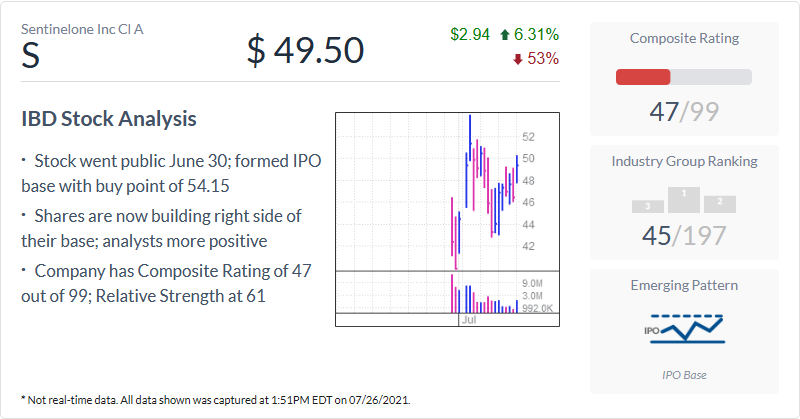 Sentinelone Inc Cl A
S
$ 49.50
$2.94 6.31%
53%
IBD Stock Analysis
· Stock went public June 30; formed IPO
base with buy point of 54.15
· Shares are now building right side of
their base; analysts more positive
· Company has Composite Rating of 47
out of 99; Relative Strength at 61
52
50
48
46
44
42
9.0M
3.0M
992.0K
Jul
Composite Rating
47/99
Industry Group Ranking
3 1 2
45/197
Emerging Pattern
IPO
IPO Base
* Not real-time data. All data shown was captured at 1:51PM EDT on 07/26/2021.